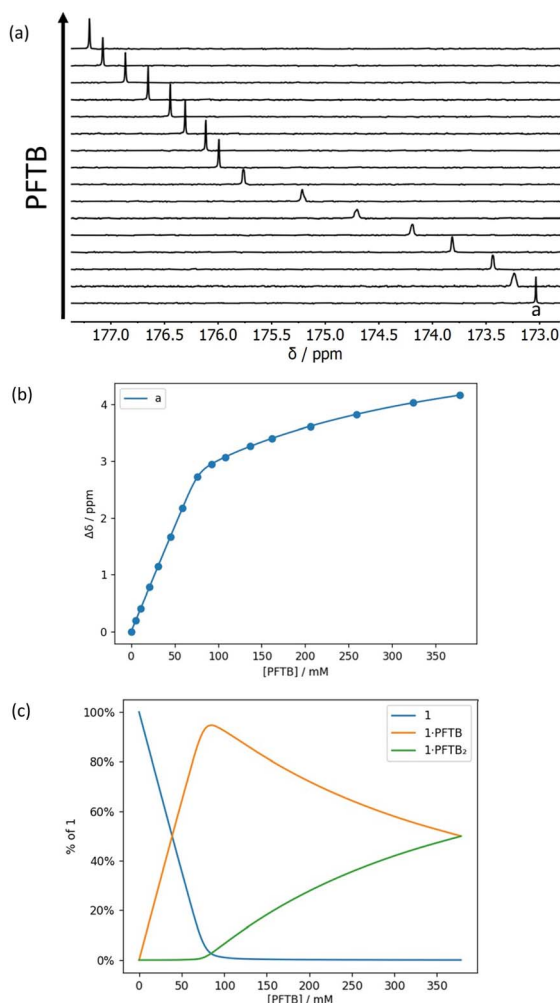 (a)
PFTB
a
177.0 176.5 176.0 175.5 175.0 174.5 174.0 173.5 173.0
δ / ppm
(b)
a
4
3
2
1
0
Δδ / ppm
0 50 100 150 200 250 300 350
[PFTB] / mM
(c)
100%
80%
60%
40%
20%
0%
% of 1
1
1·PFTB
1·PFTB₂
0 50 100 150 200 250 300 350
[PFTB] / mM